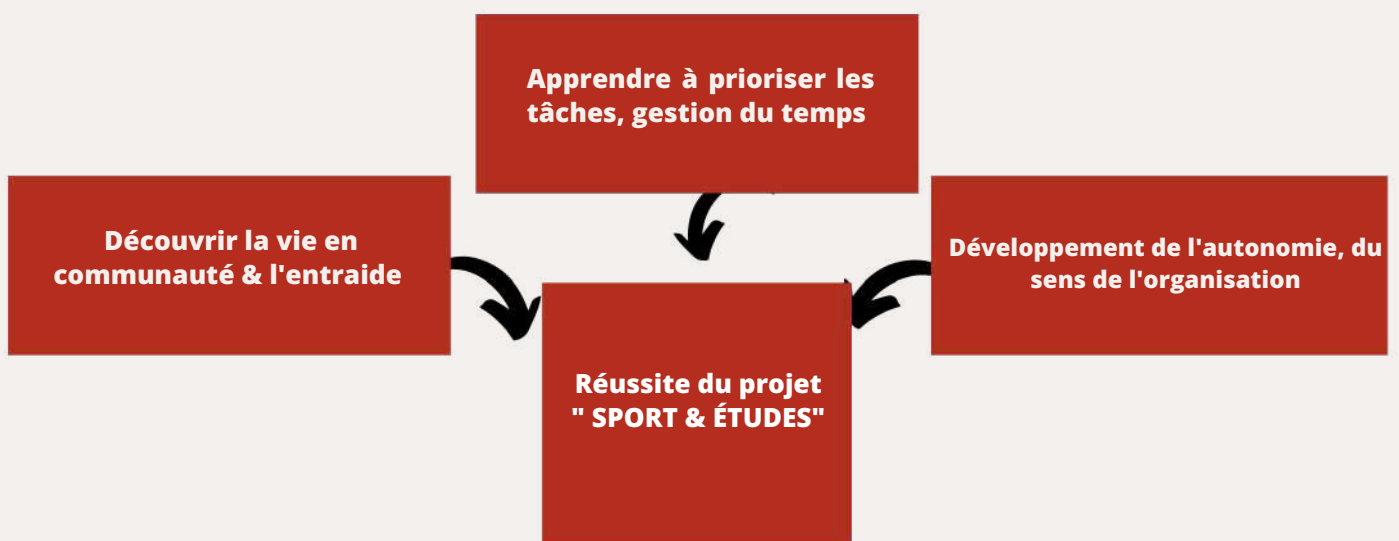 Apprendre à prioriser les
tâches, gestion du temps
Découvrir la vie en
communauté & l'entraide
Développement de l'autonomie, du
sens de l'organisation
Réussite du projet
" SPORT & ÉTUDES"